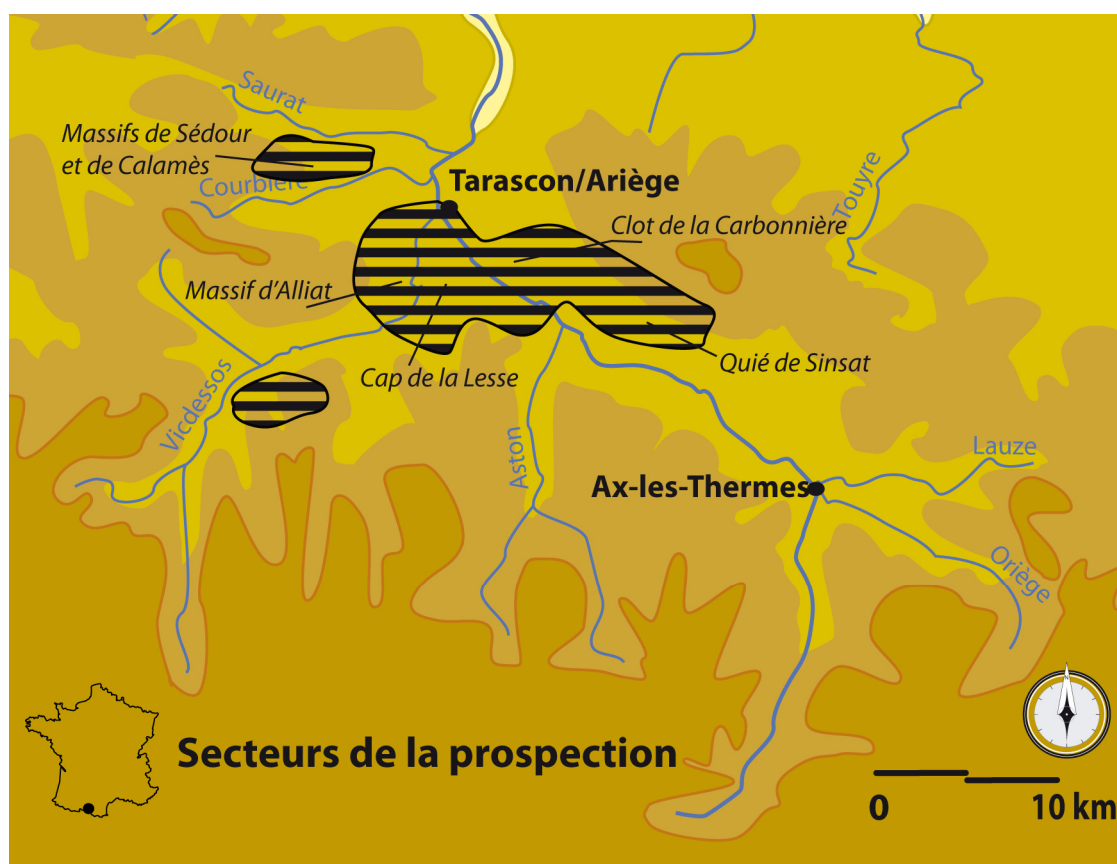 Saurat
Massifs de Sédour
et de Calamès
Courbière
Tarascon/Ariège
Touyre
Clot de la Carbonnière
Massif d'Alliat
Cap de la Lesse
Quié de Sinsat
Vicdessos
Aston
Lauze
Ax-les-Thermes
Oriège
N
Secteurs de la prospection
0 10 km